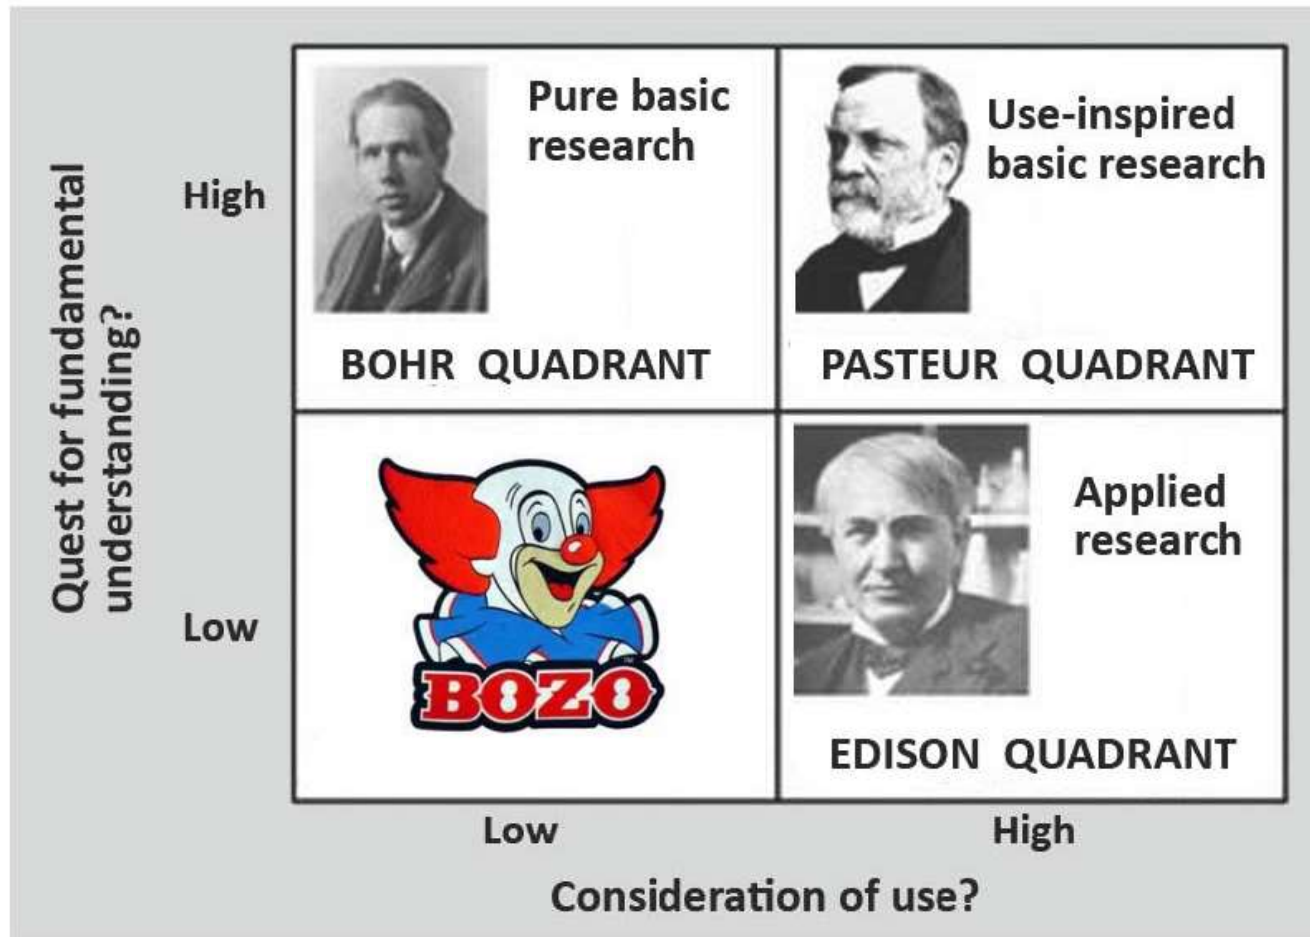 Quest for fundamental
understanding?
High
Low
Pure basic
research
BOHR QUADRANT
Use-inspired
basic research
PASTEUR QUADRANT
BOZO
Applied
research
EDISON QUADRANT
Low
High
Consideration of use?